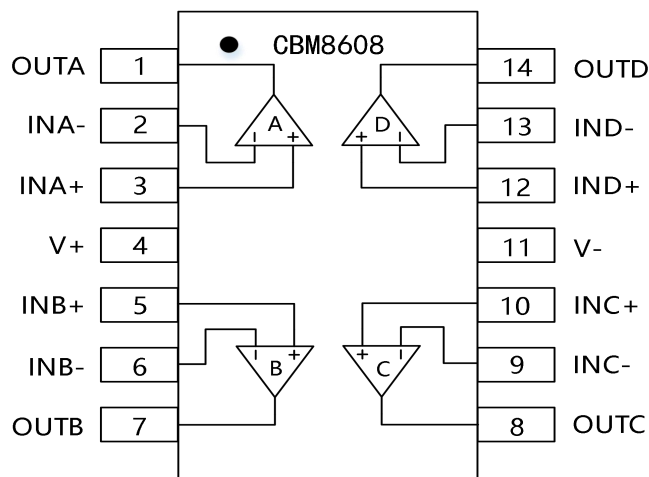 CBM8608
OUTA 1 14 OUTD
A D
INA- 2 - + + - 13 IND-
INA+ 3 12 IND+
V+ 4 11 V-
INB+ 5 10 INC+
- + + -
INB- 6 B C 9 INC-
OUTB 7 8 OUTC